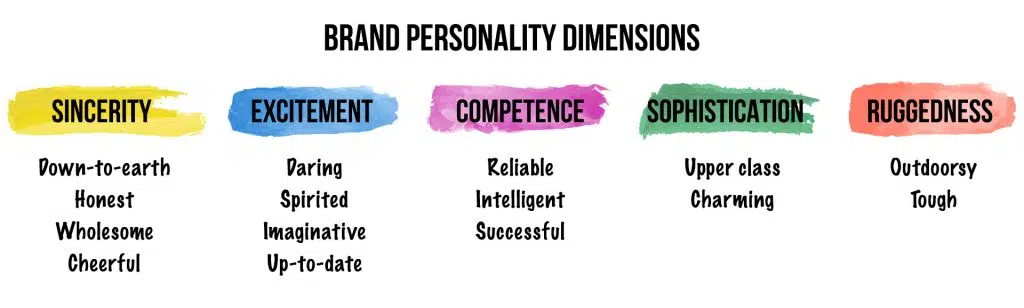 BRAND PERSONALITY DIMENSIONS
SINCERITY
Down-to-earth
Honest
Wholesome
Cheerful
EXCITEMENT
Daring
Spirited
Imaginative
Up-to-date
COMPETENCE
Reliable
Intelligent
Successful
SOPHISTICATION
Upper class
Charming
RUGGEDNESS
Outdoorsy
Tough